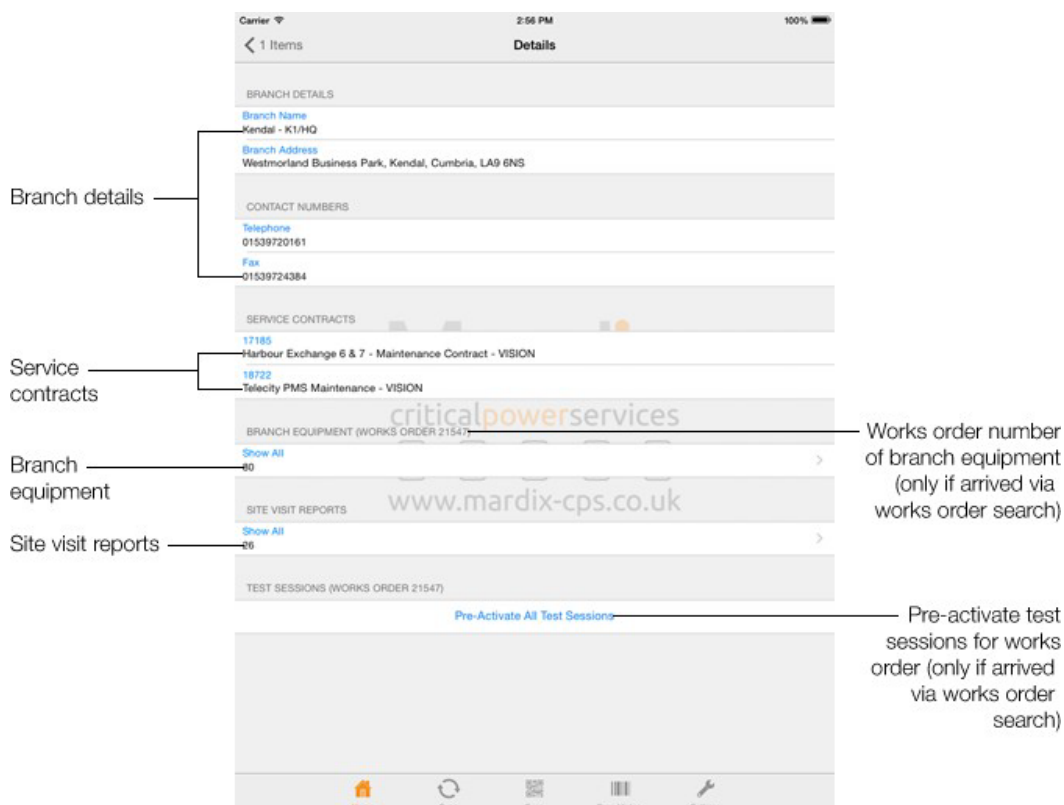 Carrier 2:56 PM 100%
1 Items Details
BRANCH DETAILS
Branch Name
Kendal - K1/HQ
Branch Address
Westmorland Business Park, Kendal, Cumbria, LA9 6NS
Branch details
CONTACT NUMBERS
Telephone
01539720161
Fax
01539724384
SERVICE CONTRACTS
17185
Harbour Exchange 6 & 7 - Maintenance Contract - VISION
18722
Telecity PMS Maintenance - VISION
Service
contracts
criticalpowerservices
BRANCH EQUIPMENT (WORKS ORDER 21547)
Show All
80
Branch
equipment
Works order number
of branch equipment
(only if arrived via
works order search)
www.mardix-cps.co.uk
SITE VISIT REPORTS
Show All
26
Site visit reports
TEST SESSIONS (WORKS ORDER 21547)
Pre-Activate All Test Sessions
Pre-activate test
sessions for works
order (only if arrived
via works order
search)